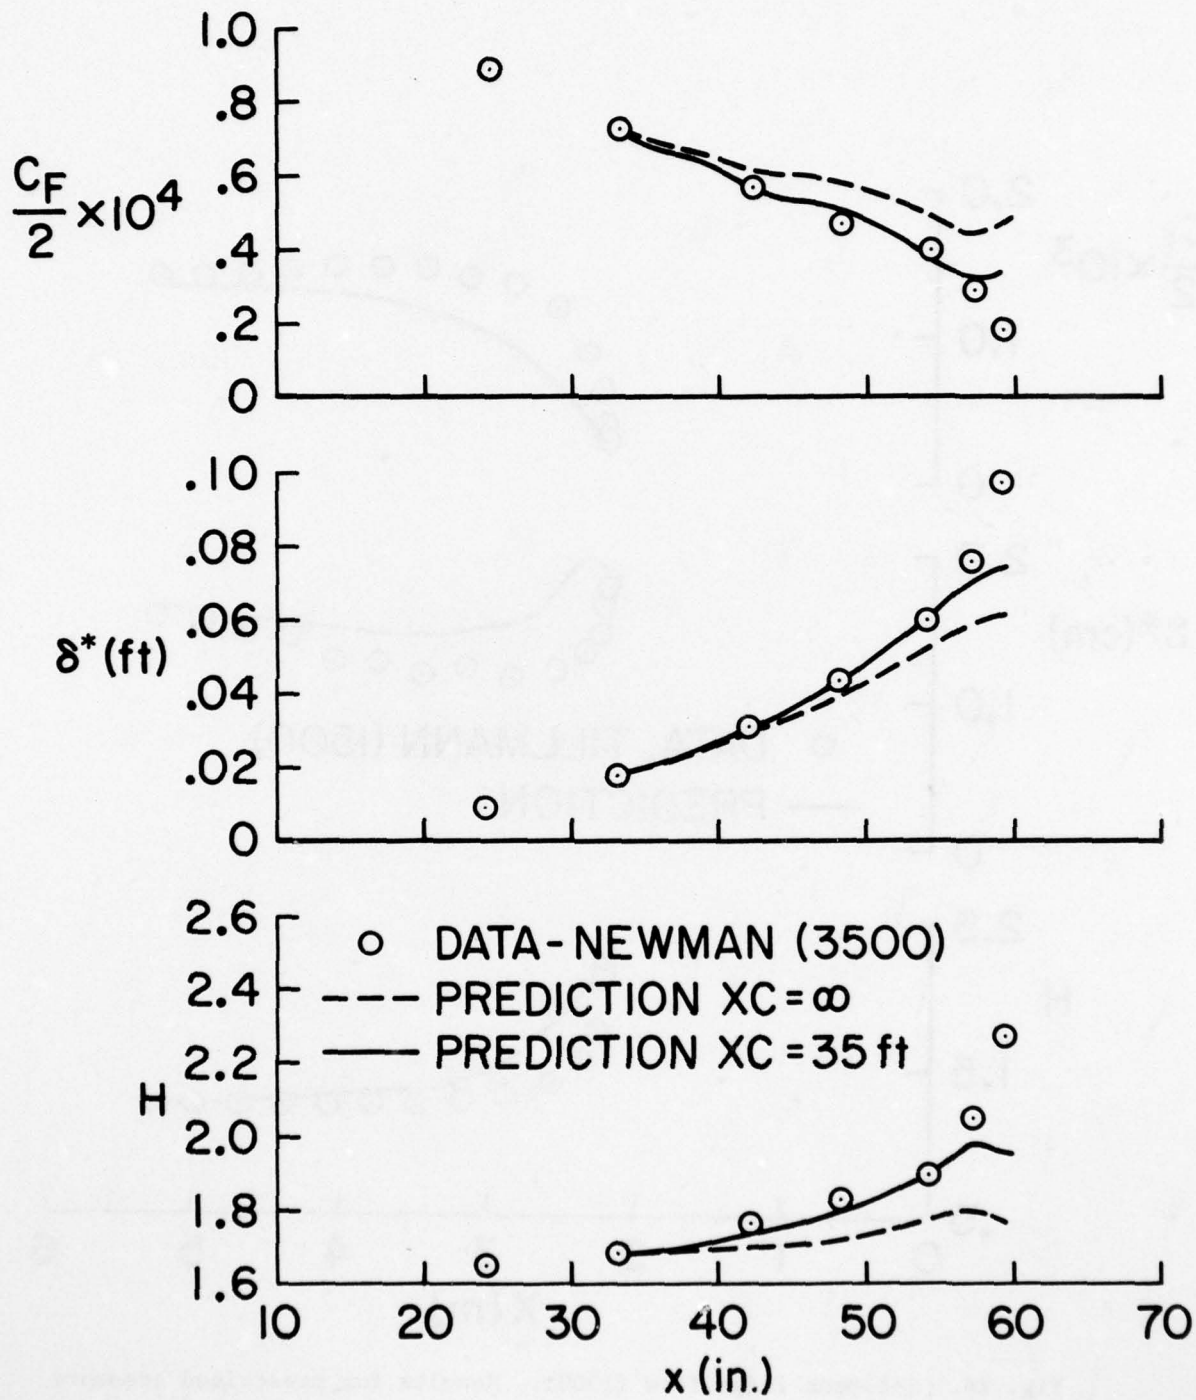 1.0
.8
.6
.4
.2
0
C_F/2 ×10^4
.10
.08
.06
.04
.02
0
δ*(ft)
2.6
2.4
2.2
2.0
1.8
1.6
H
⊙ DATA-NEWMAN (3500)
--- PREDICTION XC=∞
— PREDICTION XC=35 ft
10 20 30 40 50 60 70
x (in.)